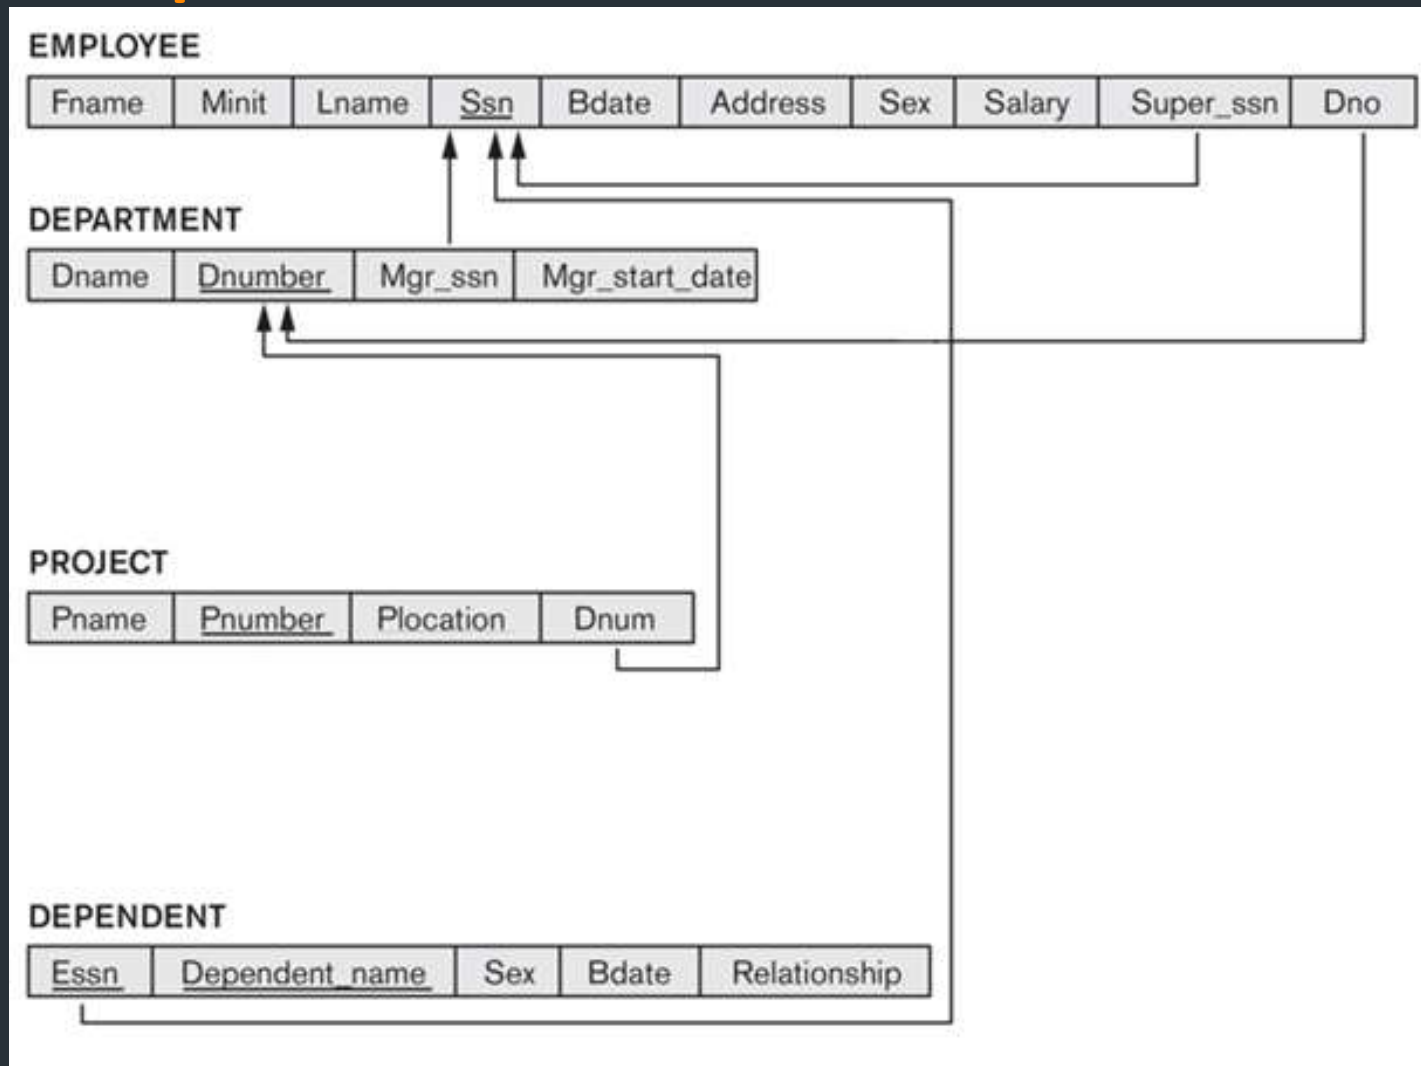 EMPLOYEE
Fname Minit Lname Ssn Bdate Address Sex Salary Super_ssn Dno
DEPARTMENT
Dname Dnumber Mgr_ssn Mgr_start_date
PROJECT
Pname Pnumber Plocation Dnum
DEPENDENT
Essn Dependent_name Sex Bdate Relationship